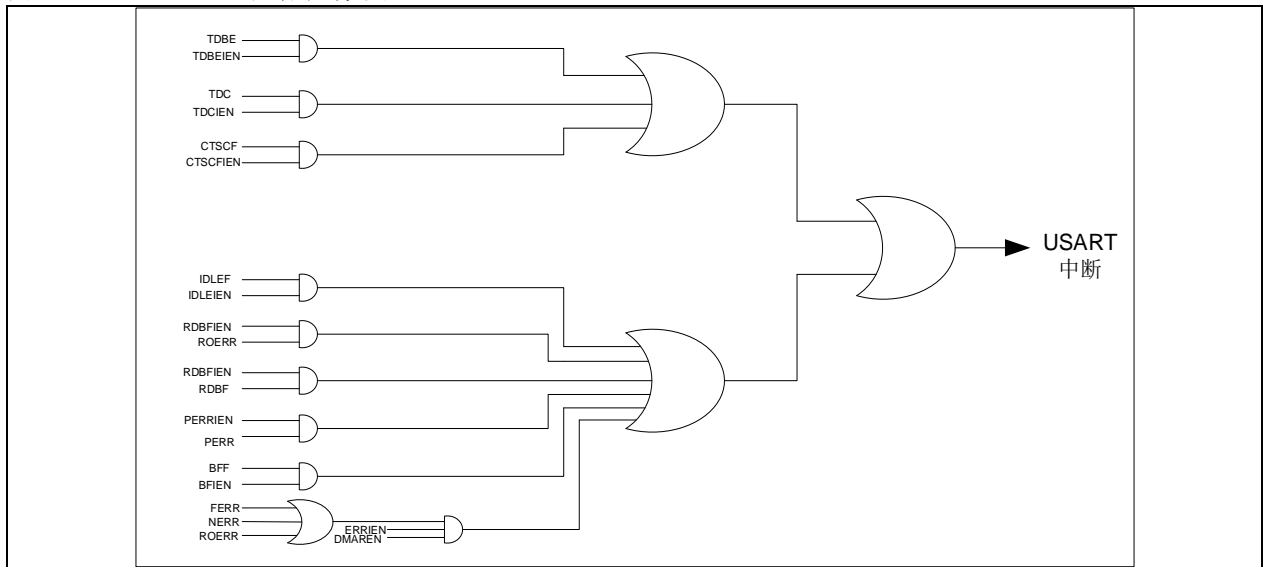 TDBE
TDBEIEN
TDC
TDCIEN
CTSCF
CTSCFIEN
USART
中断
IDLEF
IDLEIEN
RDBFIEN
ROERR
RDBFIEN
RDBF
PERRIEN
PERR
BFF
BFIEN
FERR
NERR
ROERR
ERRIEN
DMAREN